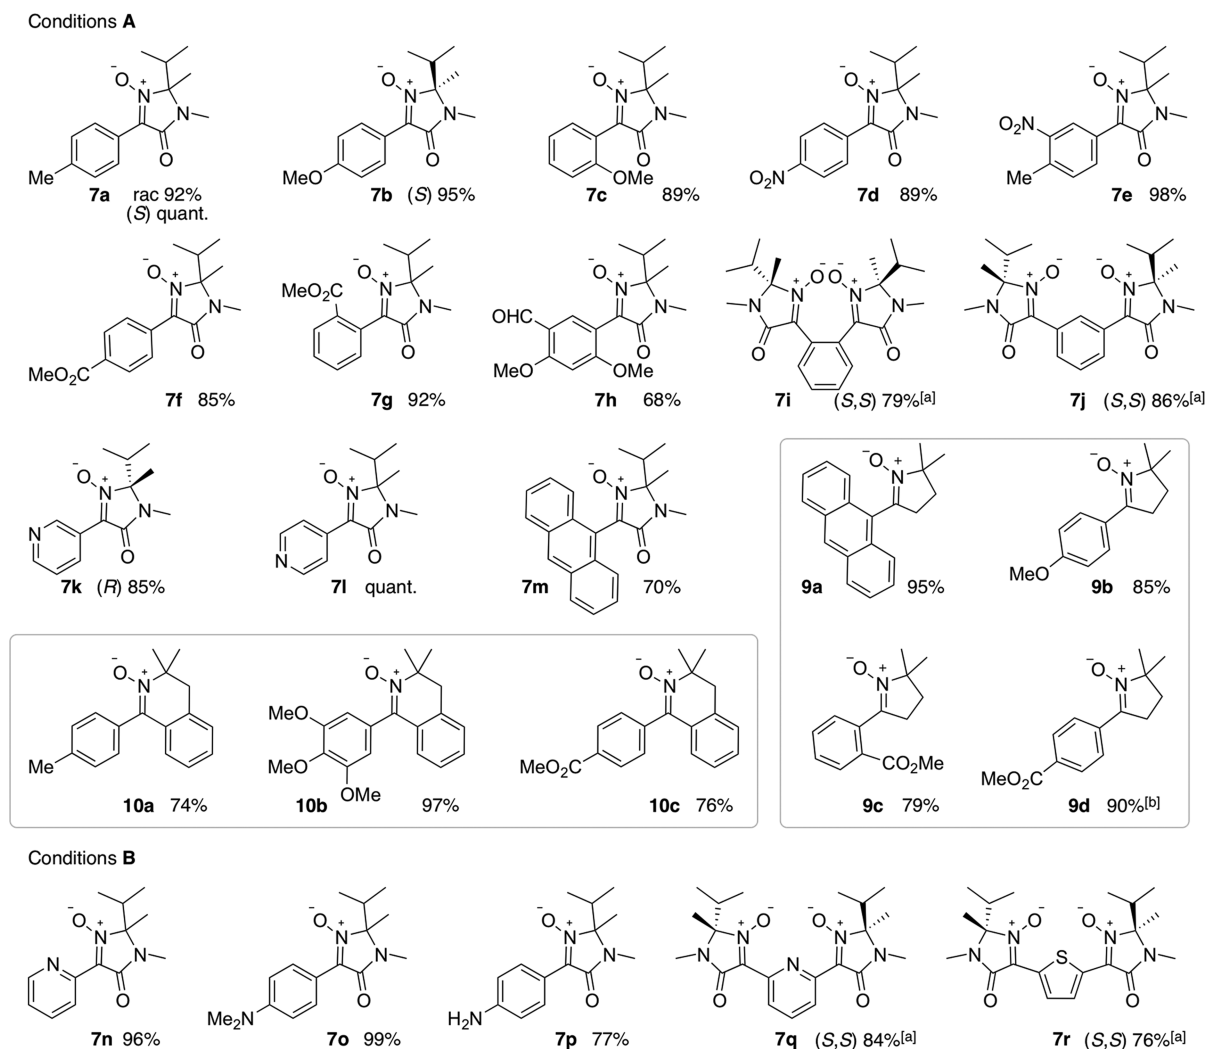 Conditions A
− O N + N O Me
7a rac 92%
(S) quant.
− O N + N O MeO
7b (S) 95%
− O N + N O OMe
7c 89%
− O N + N O O2N
7d 89%
− O N + N O O2N Me
7e 98%
− O N + N O MeO2C
7f 85%
− O N + N O MeO2C
7g 92%
− O N + N O OHC MeO OMe
7h 68%
− O N + N O − O N + N O
7i (S,S) 79%[a]
− O N + N O − O N + N O
7j (S,S) 86%[a]
− O N + N O N
7k (R) 85%
− O N + N O N
7l quant.
− O N + N O
7m 70%
− O N +
9a 95%
− O N + MeO
9b 85%
− O N + Me
10a 74%
− O N + MeO MeO OMe
10b 97%
− O N + MeO2C
10c 76%
− O N + CO2Me
9c 79%
− O N + MeO2C
9d 90%[b]
Conditions B
− O N + N O N
7n 96%
− O N + N O Me2N
7o 99%
− O N + N O H2N
7p 77%
− O N + N O N − O N + N O
7q (S,S) 84%[a]
− O N + N O S − O N + N O
7r (S,S) 76%[a]